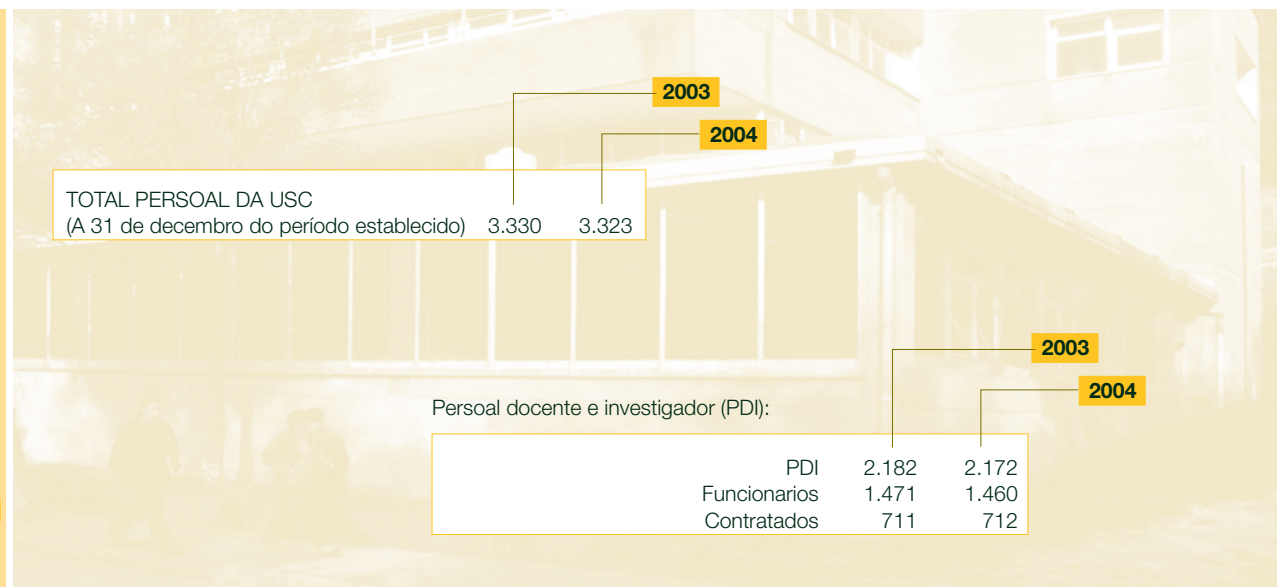 2003
2004
TOTAL PERSOAL DA USC
(A 31 de decembro do período establecido) 3.330 3.323
2003
2004
Persoal docente e investigador (PDI):
PDI 2.182 2.172
Funcionarios 1.471 1.460
Contratados 711 712